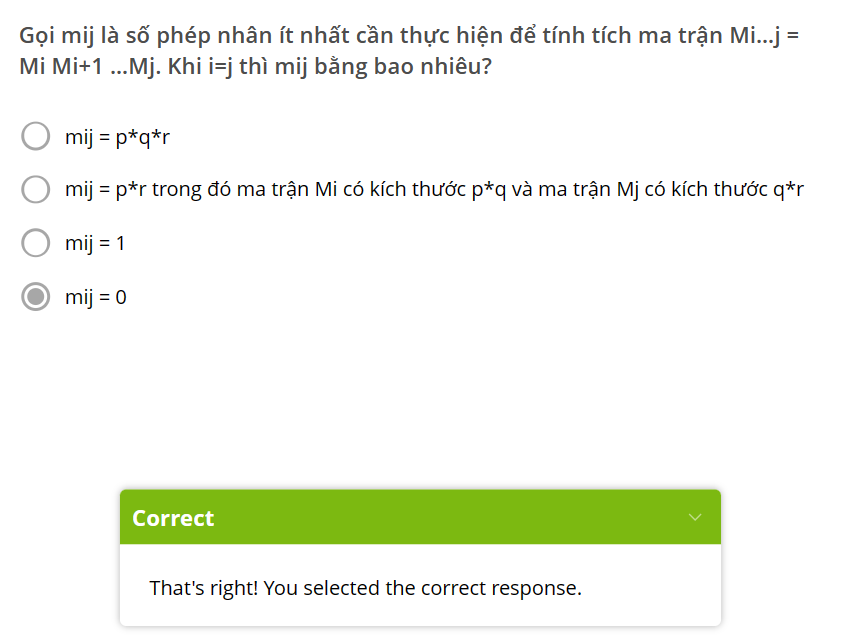 Gọi mij là số phép nhân ít nhất cần thực hiện để tính tích ma trận Mi...j =
Mi Mi+1 ...Mj. Khi i=j thì mij bằng bao nhiêu?
mij = p*q*r
mij = p*r trong đó ma trận Mi có kích thước p*q và ma trận Mj có kích thước q*r
mij = 1
mij = 0
Correct
That's right! You selected the correct response.